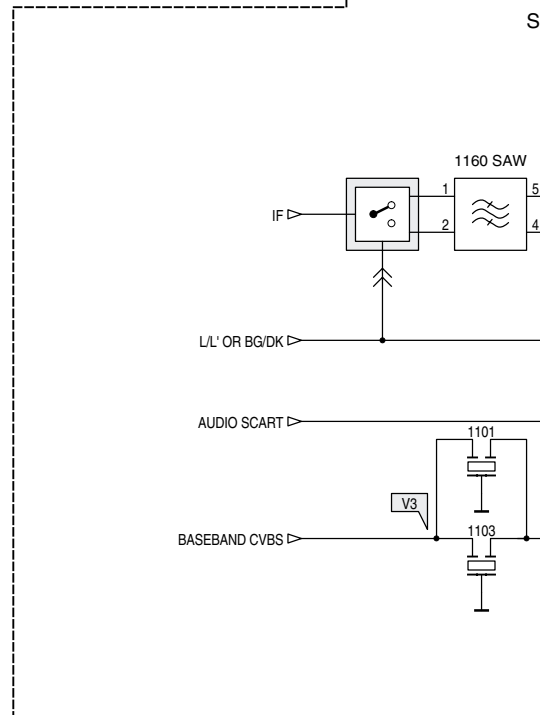 S
1160 SAW
1 5
IF
2 4
L/L' OR BG/DK
AUDIO SCART
1101
V3
1103
BASEBAND CVBS